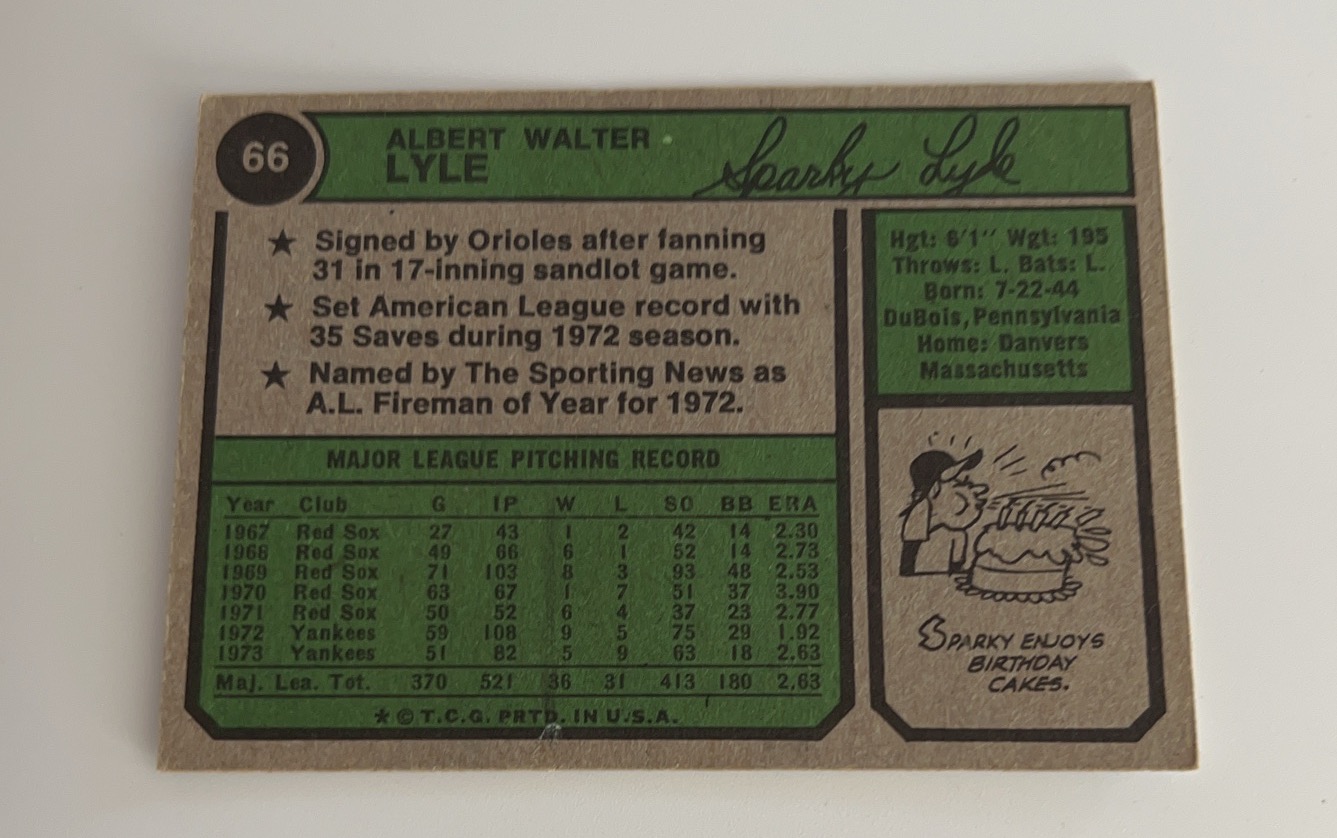 66
ALBERT WALTER
LYLE
Sparky Lyle
★ Signed by Orioles after fanning
31 in 17-inning sandlot game.
★ Set American League record with
35 Saves during 1972 season.
★ Named by The Sporting News as
A.L. Fireman of Year for 1972.
Hgt: 6'1" Wgt: 195
Throws: L. Bats: L.
Born: 7-22-44
DuBois, Pennsylvania
Home: Danvers
Massachusetts
MAJOR LEAGUE PITCHING RECORD
Year Club G IP W L SO BB ERA
1967 Red Sox 27 43 1 2 42 14 2.30
1968 Red Sox 49 66 6 1 52 14 2.73
1969 Red Sox 71 103 8 3 93 48 2.53
1970 Red Sox 63 67 1 7 51 37 3.90
1971 Red Sox 50 52 6 4 37 23 2.77
1972 Yankees 59 108 9 5 75 29 1.92
1973 Yankees 51 82 5 9 63 18 2.63
Maj. Lea. Tot. 370 521 36 31 413 180 2.63
* © T.C.G. PRTD. IN U.S.A.
SPARKY ENJOYS
BIRTHDAY
CAKES.